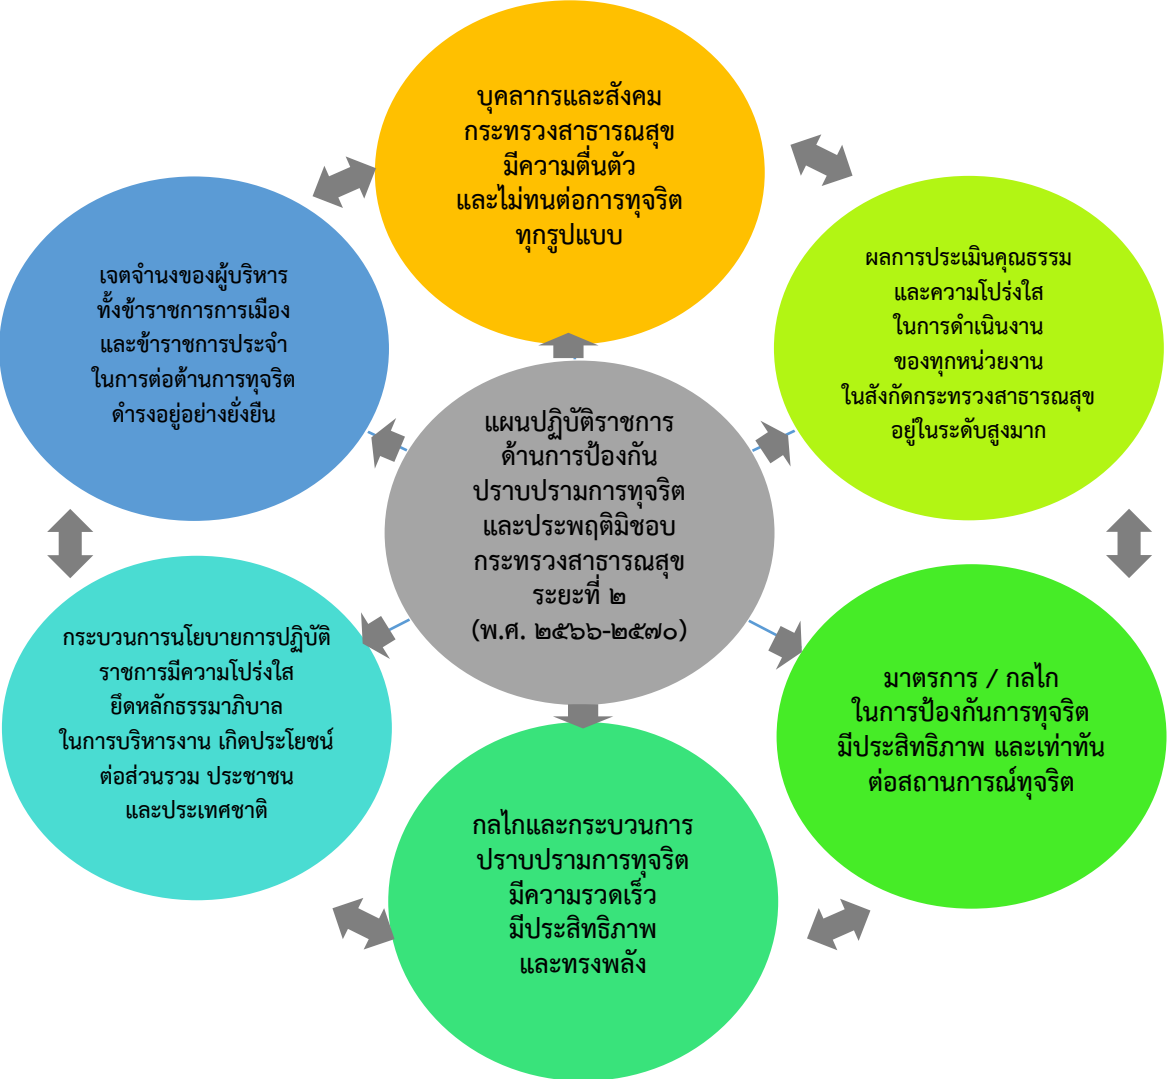 บุคลากรและสังคม
กระทรวงสาธารณสุข
มีความตื่นตัว
และไม่ทนต่อการทุจริต
ทุกรูปแบบ
ผลการประเมินคุณธรรม
และความโปร่งใส
ในการดำเนินงาน
ของทุกหน่วยงาน
ในสังกัดกระทรวงสาธารณสุข
อยู่ในระดับสูงมาก
เจตจำนงของผู้บริหาร
ทั้งข้าราชการการเมือง
และข้าราชการประจำ
ในการต่อต้านการทุจริต
ดำรงอยู่อย่างยั่งยืน
แผนปฏิบัติราชการ
ด้านการป้องกัน
ปราบปรามการทุจริต
และประพฤติมิชอบ
กระทรวงสาธารณสุข
ระยะที่ ๒
(พ.ศ. ๒๕๖๖-๒๕๗๐)
กระบวนการนโยบายการปฏิบัติ
ราชการมีความโปร่งใส
ยึดหลักธรรมาภิบาล
ในการบริหารงาน เกิดประโยชน์
ต่อส่วนรวม ประชาชน
และประเทศชาติ
มาตรการ / กลไก
ในการป้องกันการทุจริต
มีประสิทธิภาพ และเท่าทัน
ต่อสถานการณ์ทุจริต
กลไกและกระบวนการ
ปราบปรามการทุจริต
มีความรวดเร็ว
มีประสิทธิภาพ
และทรงพลัง